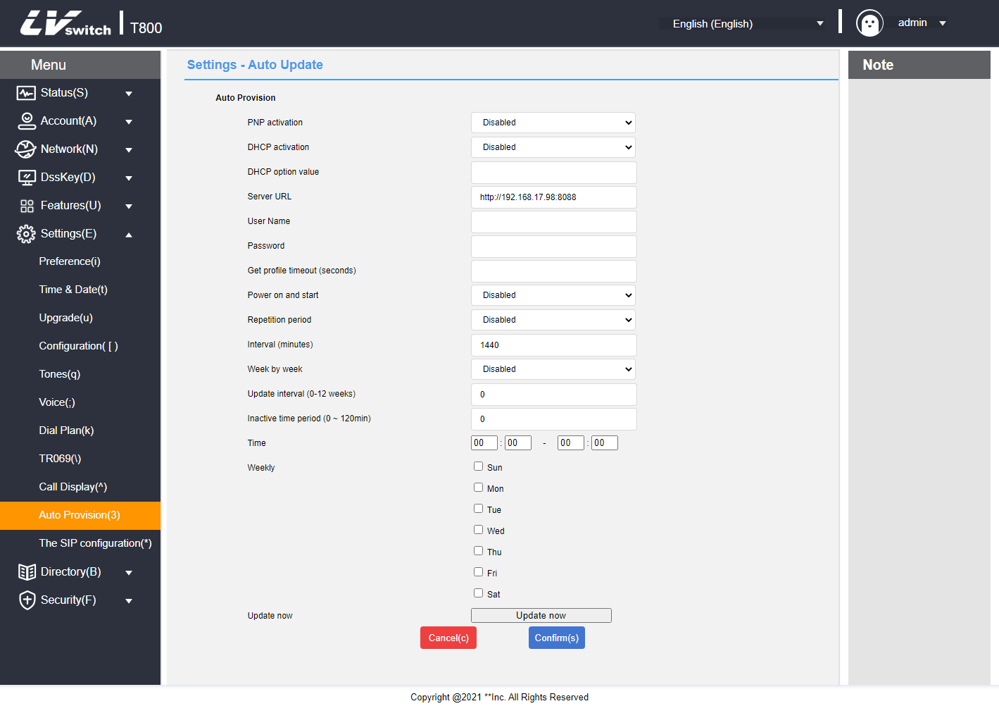 LVswitch T800
English (English)
admin
Menu
Status(S)
Account(A)
Network(N)
DssKey(D)
Features(U)
Settings(E)
Preference(i)
Time & Date(t)
Upgrade(u)
Configuration( [ )
Tones(q)
Voice(;)
Dial Plan(k)
TR069(\)
Call Display(^)
Auto Provision(3)
The SIP configuration(*)
Directory(B)
Security(F)
Settings - Auto Update
Auto Provision
PNP activation Disabled
DHCP activation Disabled
DHCP option value
Server URL http://192.168.17.98:8088
User Name
Password
Get profile timeout (seconds)
Power on and start Disabled
Repetition period Disabled
Interval (minutes) 1440
Week by week Disabled
Update interval (0-12 weeks) 0
Inactive time period (0 ~ 120min) 0
Time 00 : 00 - 00 : 00
Weekly Sun
Mon
Tue
Wed
Thu
Fri
Sat
Update now Update now
Cancel(c) Confirm(s)
Note
Copyright @2021 **Inc. All Rights Reserved